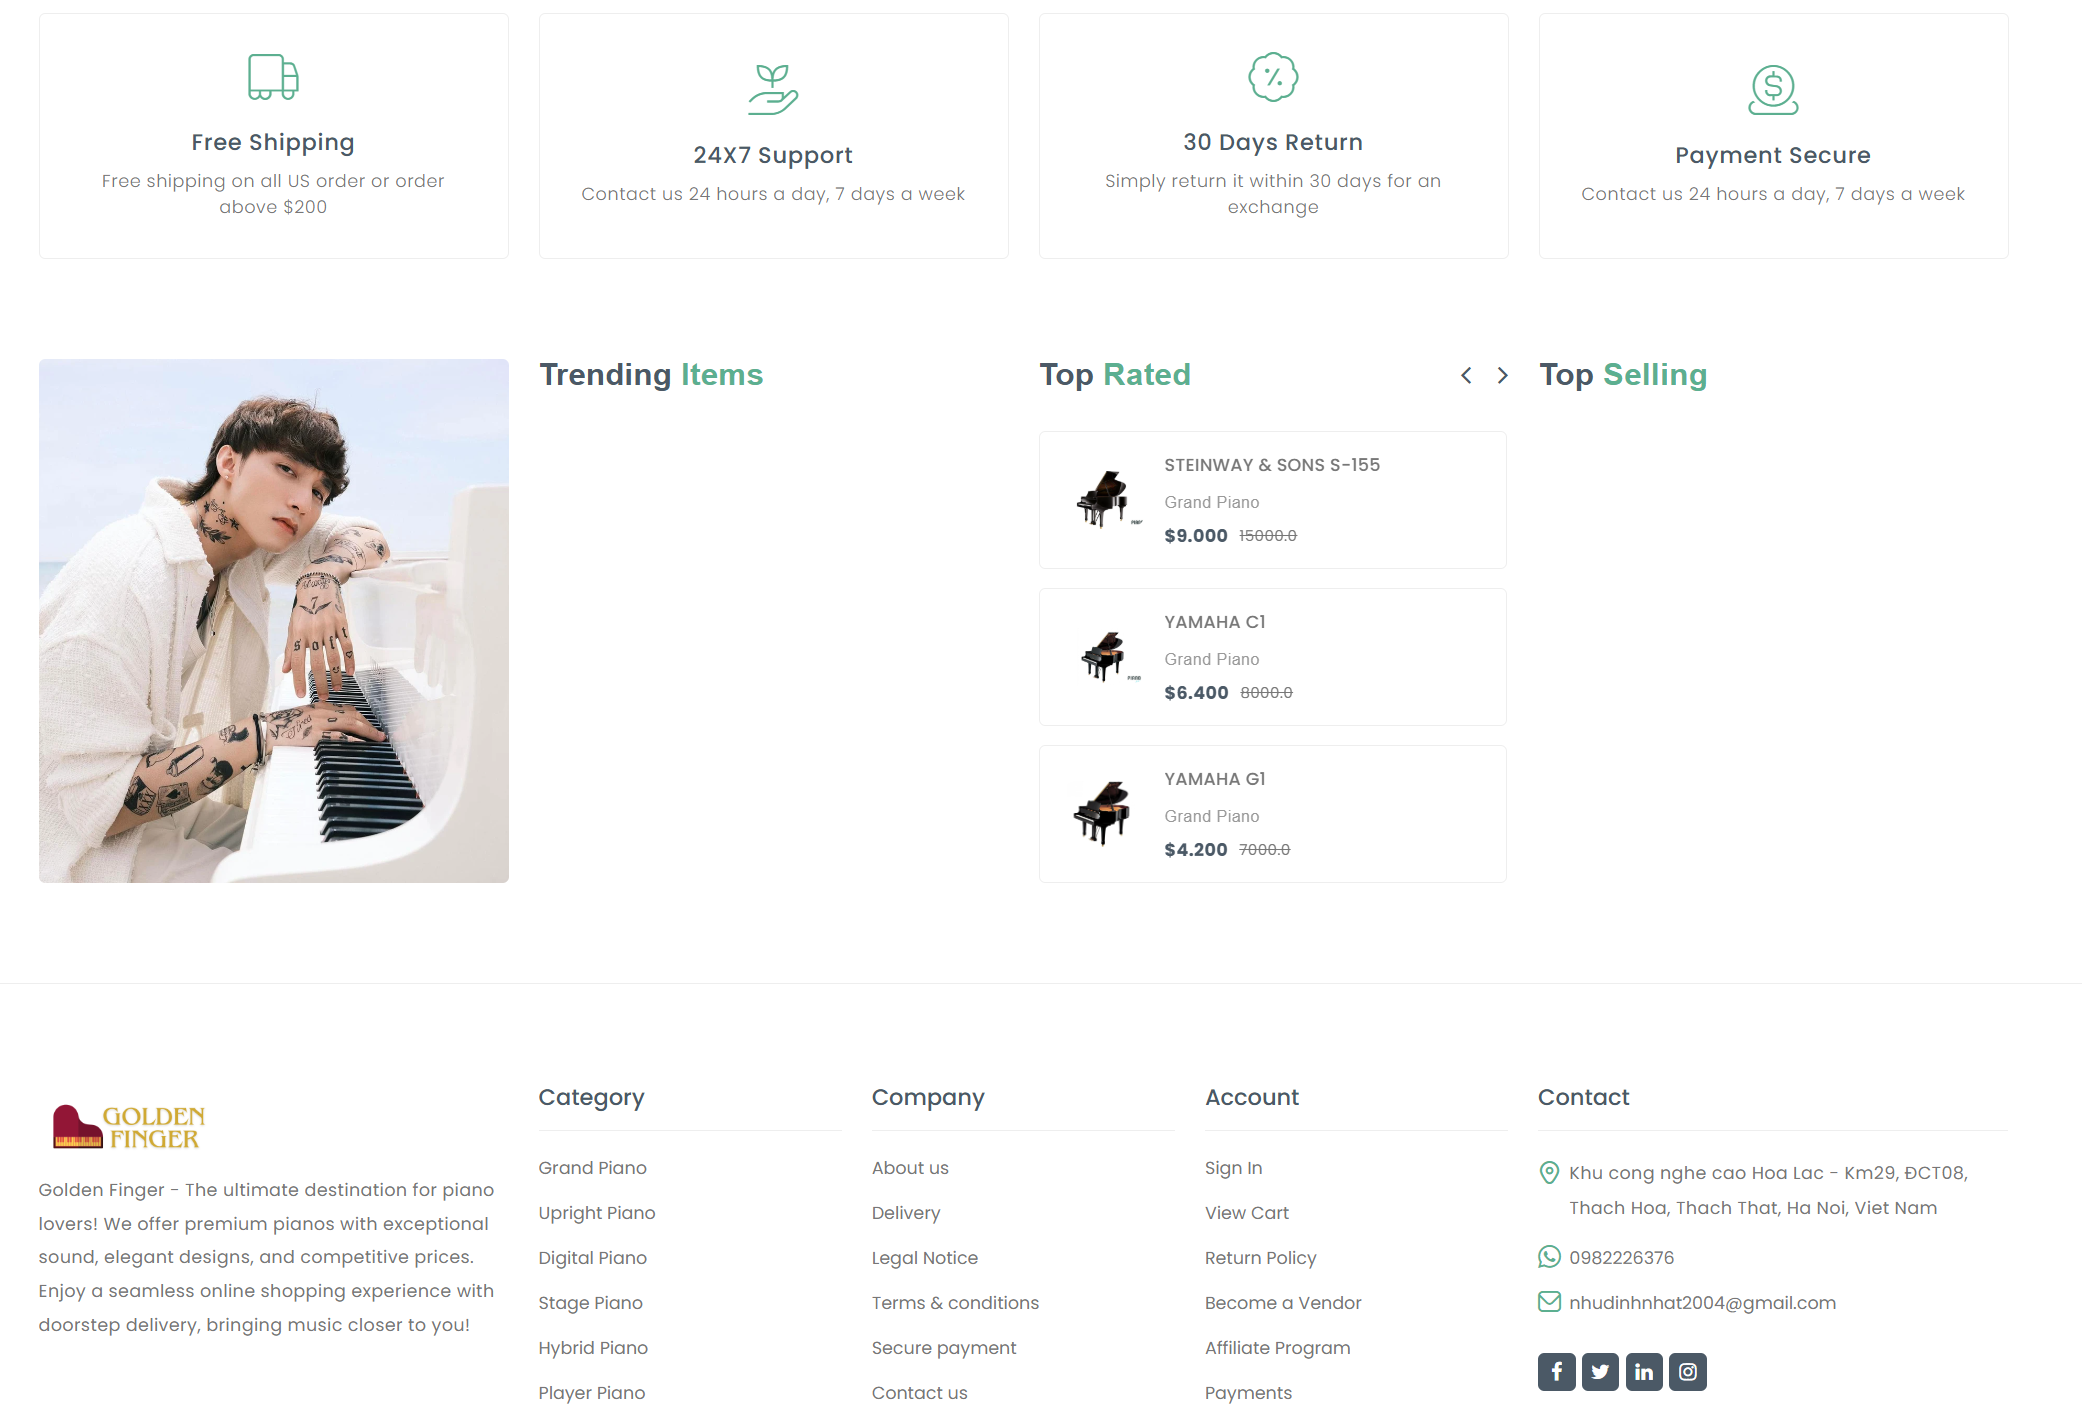 Free Shipping
Free shipping on all US order or order
above $200
24X7 Support
Contact us 24 hours a day, 7 days a week
30 Days Return
Simply return it within 30 days for an
exchange
Payment Secure
Contact us 24 hours a day, 7 days a week
Trending Items
Top Rated
STEINWAY & SONS S-155
Grand Piano
$9.000 15000.0
YAMAHA C1
Grand Piano
$6.400 8000.0
YAMAHA G1
Grand Piano
$4.200 7000.0
Top Selling
GOLDEN
FINGER
Golden Finger - The ultimate destination for piano
lovers! We offer premium pianos with exceptional
sound, elegant designs, and competitive prices.
Enjoy a seamless online shopping experience with
doorstep delivery, bringing music closer to you!
Category
Grand Piano
Upright Piano
Digital Piano
Stage Piano
Hybrid Piano
Player Piano
Company
About us
Delivery
Legal Notice
Terms & conditions
Secure payment
Contact us
Account
Sign In
View Cart
Return Policy
Become a Vendor
Affiliate Program
Payments
Contact
Khu cong nghe cao Hoa Lac - Km29, ĐCT08,
Thach Hoa, Thach That, Ha Noi, Viet Nam
0982226376
nhudinhnhat2004@gmail.com